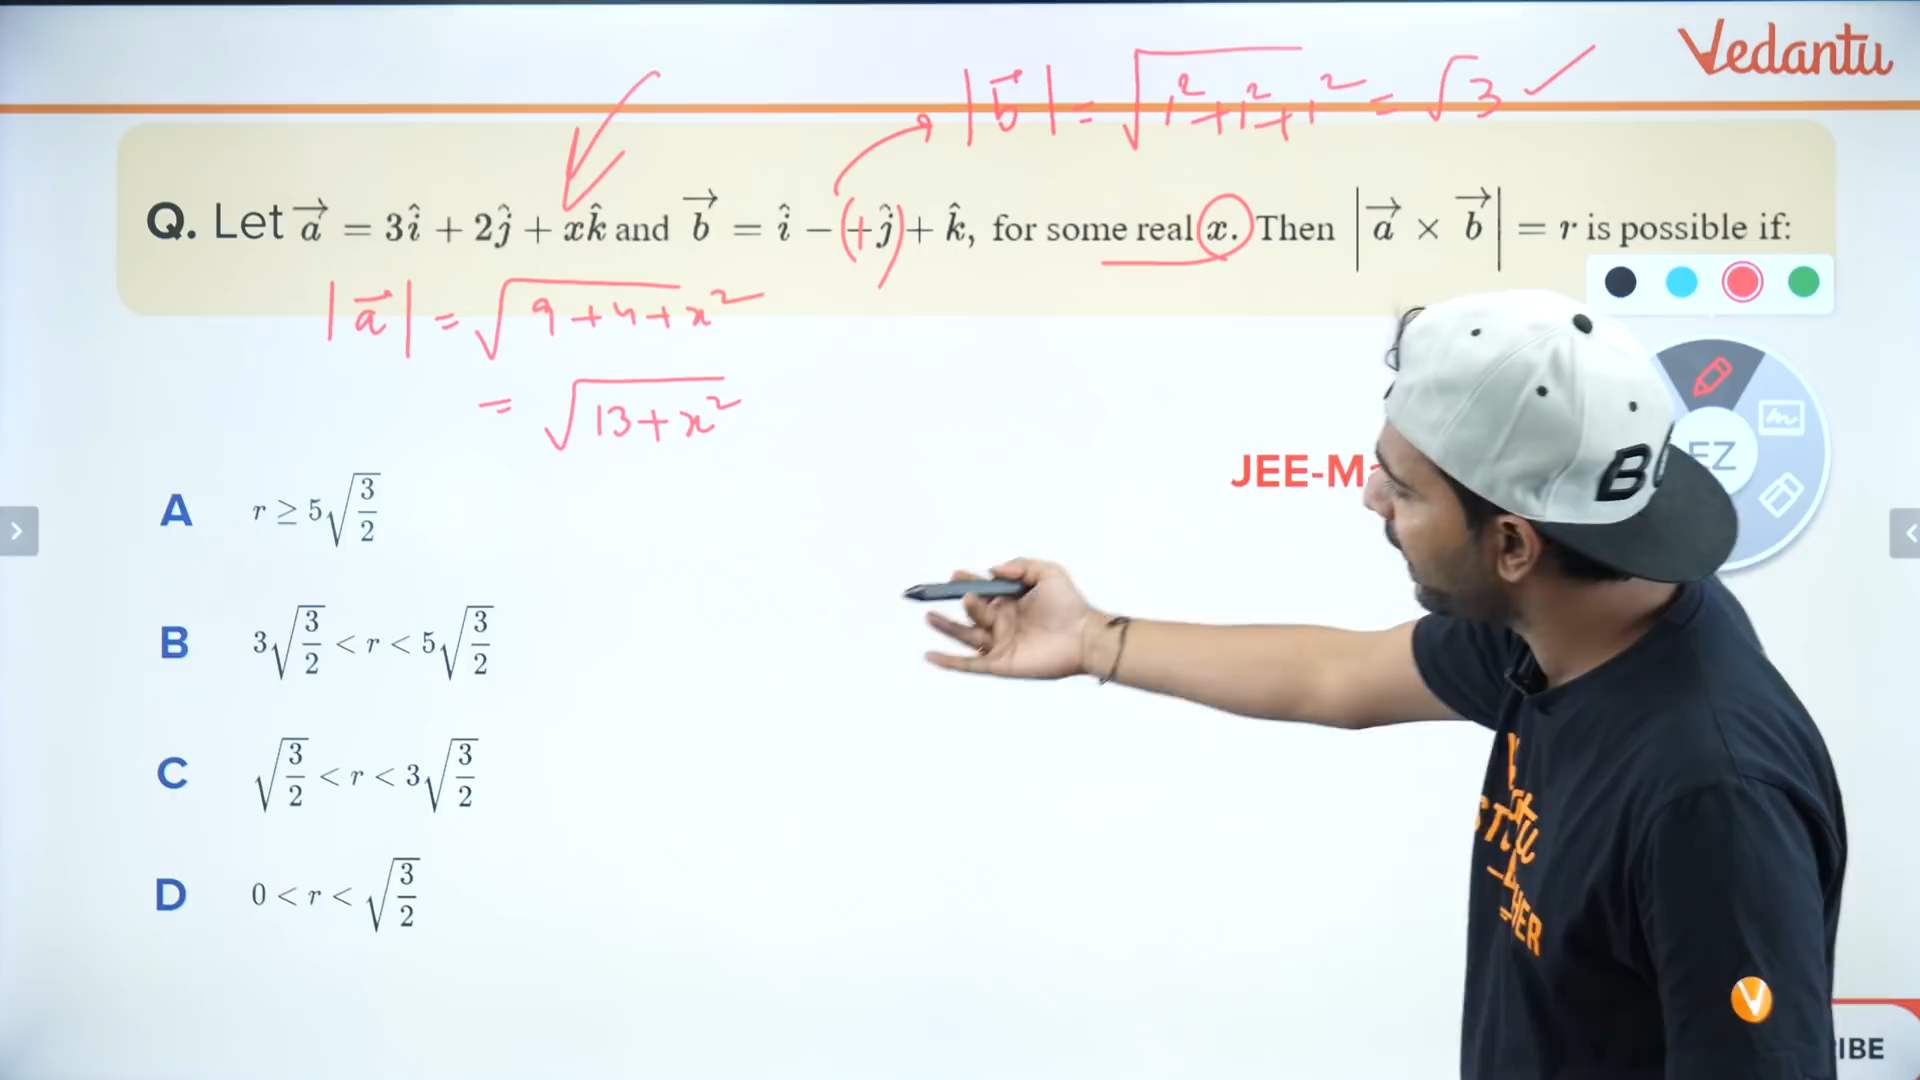 Vedantu
|b⃗| = √(1² + 1² + 1²) = √3 ✓
Q. Let a⃗ = 3î + 2ĵ + xk̂ and b⃗ = î − (+ĵ) + k̂, for some real x. Then |a⃗ × b⃗| = r is possible if:
|a⃗| = √(9 + 4 + x²)
= √(13 + x²)
EZ
JEE-M
A r ≥ 5√(3/2)
B 3√(3/2) < r < 5√(3/2)
C √(3/2) < r < 3√(3/2)
D 0 < r < √(3/2)
V
IBE